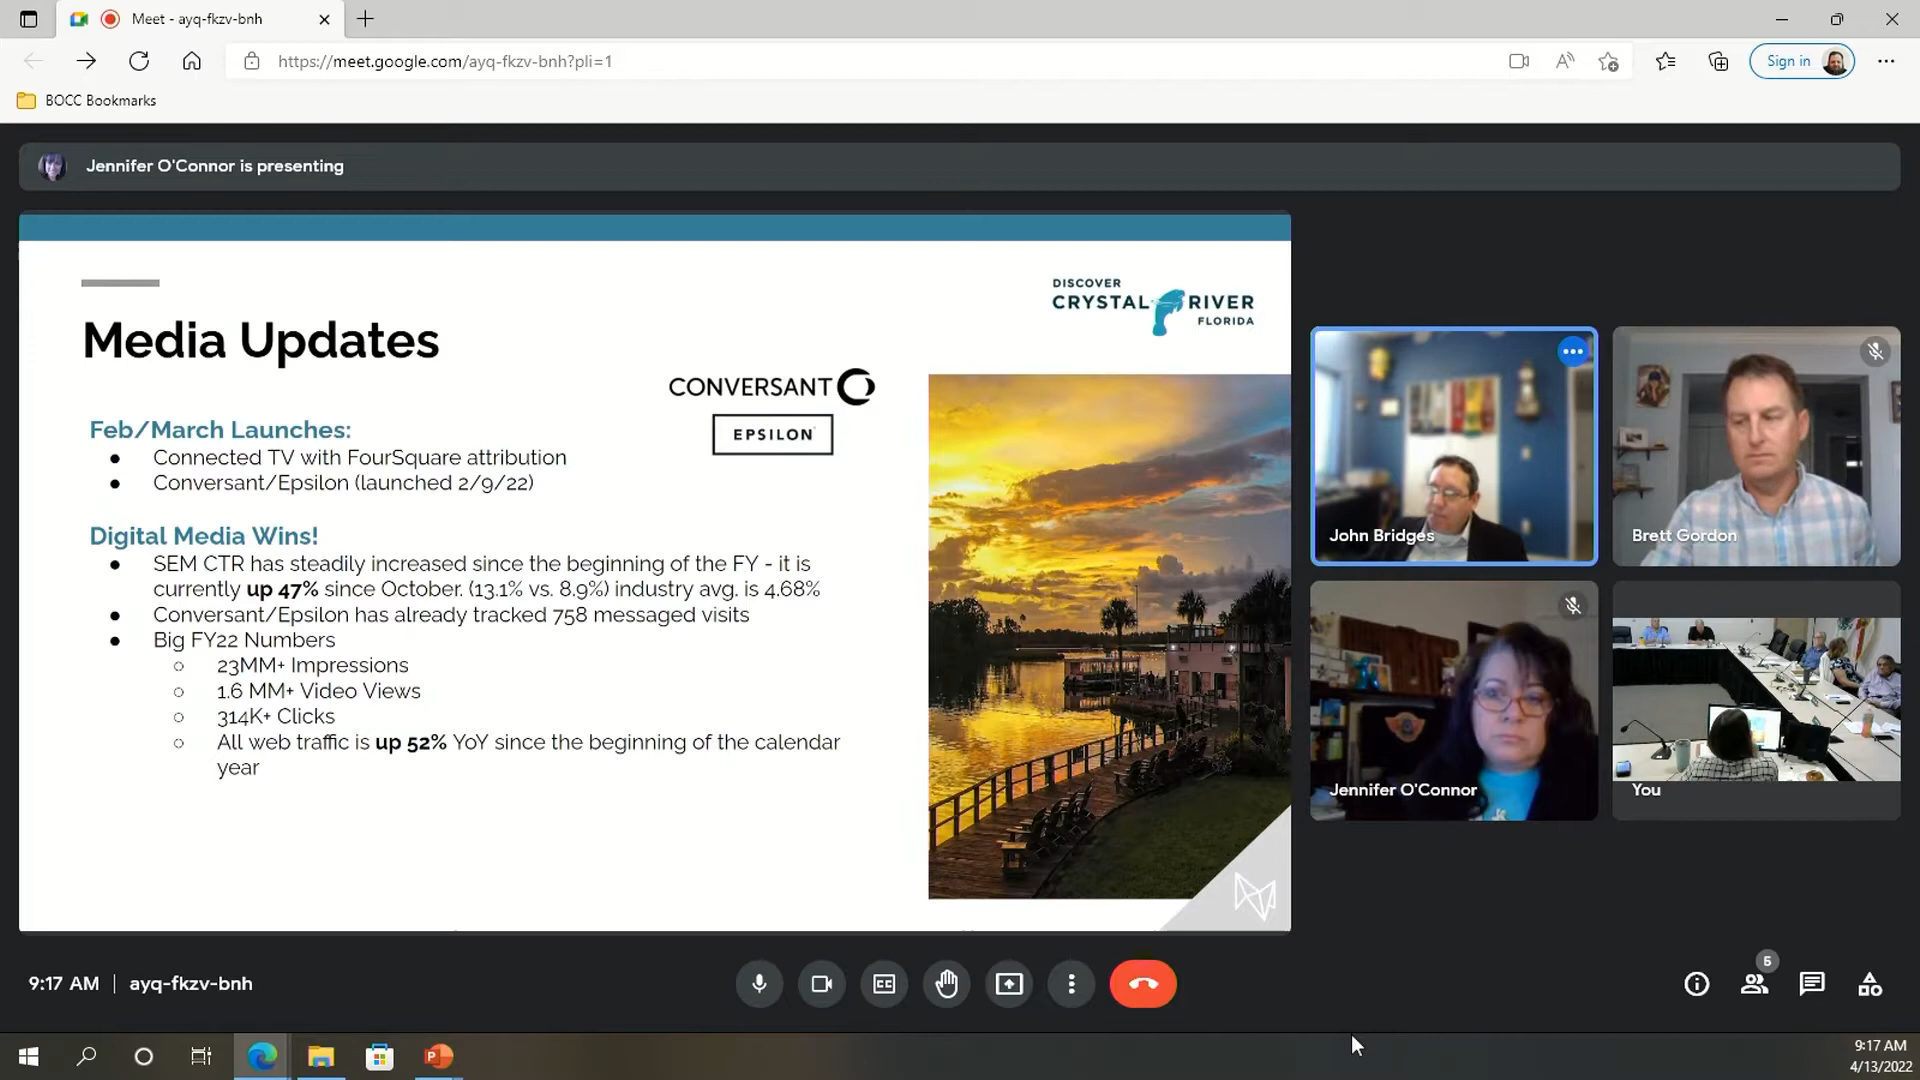 Meet - ayq-fkzv-bnh
https://meet.google.com/ayq-fkzv-bnh?pli=1
Sign in
BOCC Bookmarks
Jennifer O'Connor is presenting
DISCOVER
CRYSTAL RIVER
FLORIDA
Media Updates
CONVERSANT
EPSILON
Feb/March Launches:
● Connected TV with FourSquare attribution
● Conversant/Epsilon (launched 2/9/22)
Digital Media Wins!
● SEM CTR has steadily increased since the beginning of the FY - it is
currently up 47% since October. (13.1% vs. 8.9%) industry avg. is 4.68%
● Conversant/Epsilon has already tracked 758 messaged visits
● Big FY22 Numbers
○ 23MM+ Impressions
○ 1.6 MM+ Video Views
○ 314K+ Clicks
○ All web traffic is up 52% YoY since the beginning of the calendar
year
John Bridges
Brett Gordon
Jennifer O'Connor
You
9:17 AM | ayq-fkzv-bnh
5
9:17 AM
4/13/2022